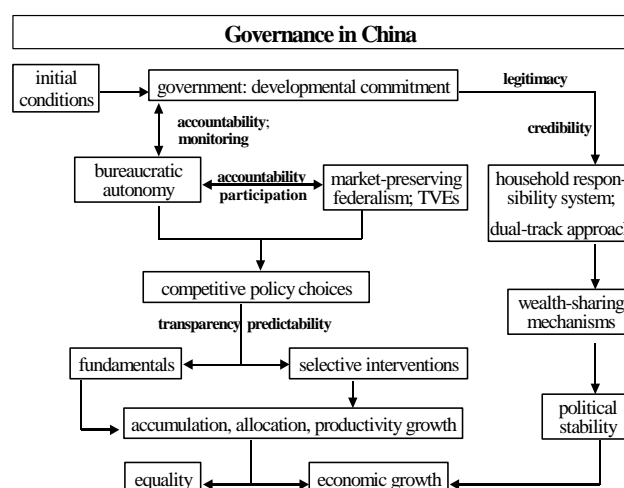 Governance in China
initial
conditions
government: developmental commitment
legitimacy
accountability;
monitoring
credibility
bureaucratic
autonomy
accountability
participation
market-preserving
federalism; TVEs
household respon-
sibility system;
dual-track approach
competitive policy choices
wealth-sharing
mechanisms
transparency predictability
fundamentals
selective interventions
accumulation, allocation, productivity growth
political
stability
equality
economic growth